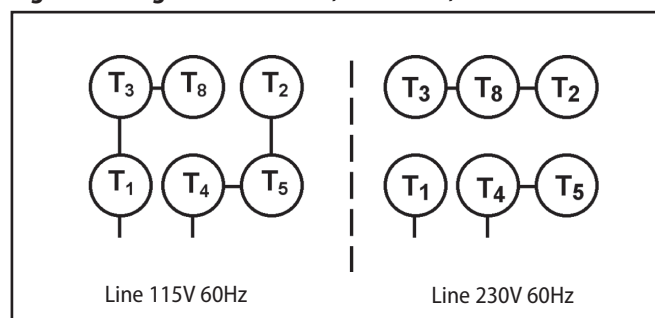 T3 T8 T2 T3 T8 T2
T1 T4 T5 T1 T4 T5
Line 115V 60Hz Line 230V 60Hz